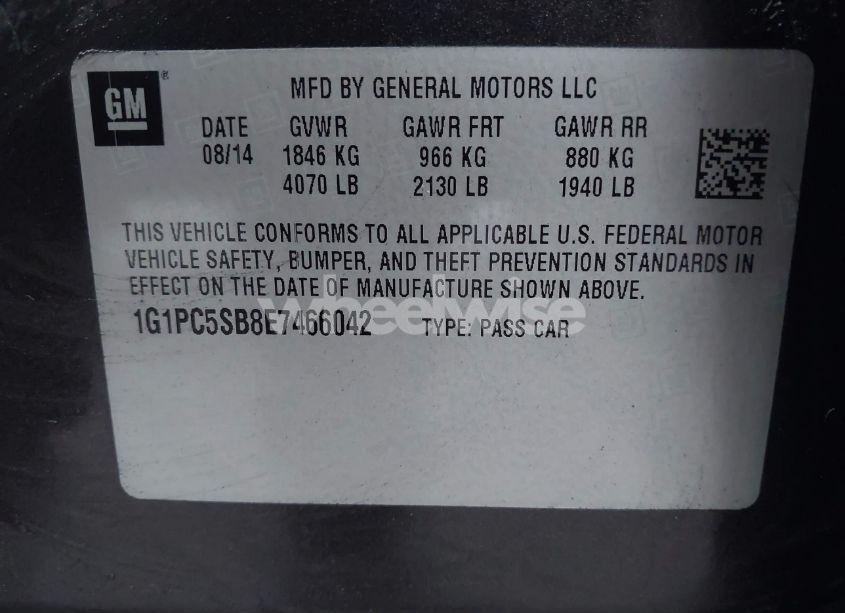 GM ®
MFD BY GENERAL MOTORS LLC
DATE GVWR GAWR FRT GAWR RR
08/14 1846 KG 966 KG 880 KG
4070 LB 2130 LB 1940 LB
THIS VEHICLE CONFORMS TO ALL APPLICABLE U.S. FEDERAL MOTOR
VEHICLE SAFETY, BUMPER, AND THEFT PREVENTION STANDARDS IN
EFFECT ON THE DATE OF MANUFACTURE SHOWN ABOVE.
wheelwise
1G1PC5SB8E7466042 TYPE: PASS CAR